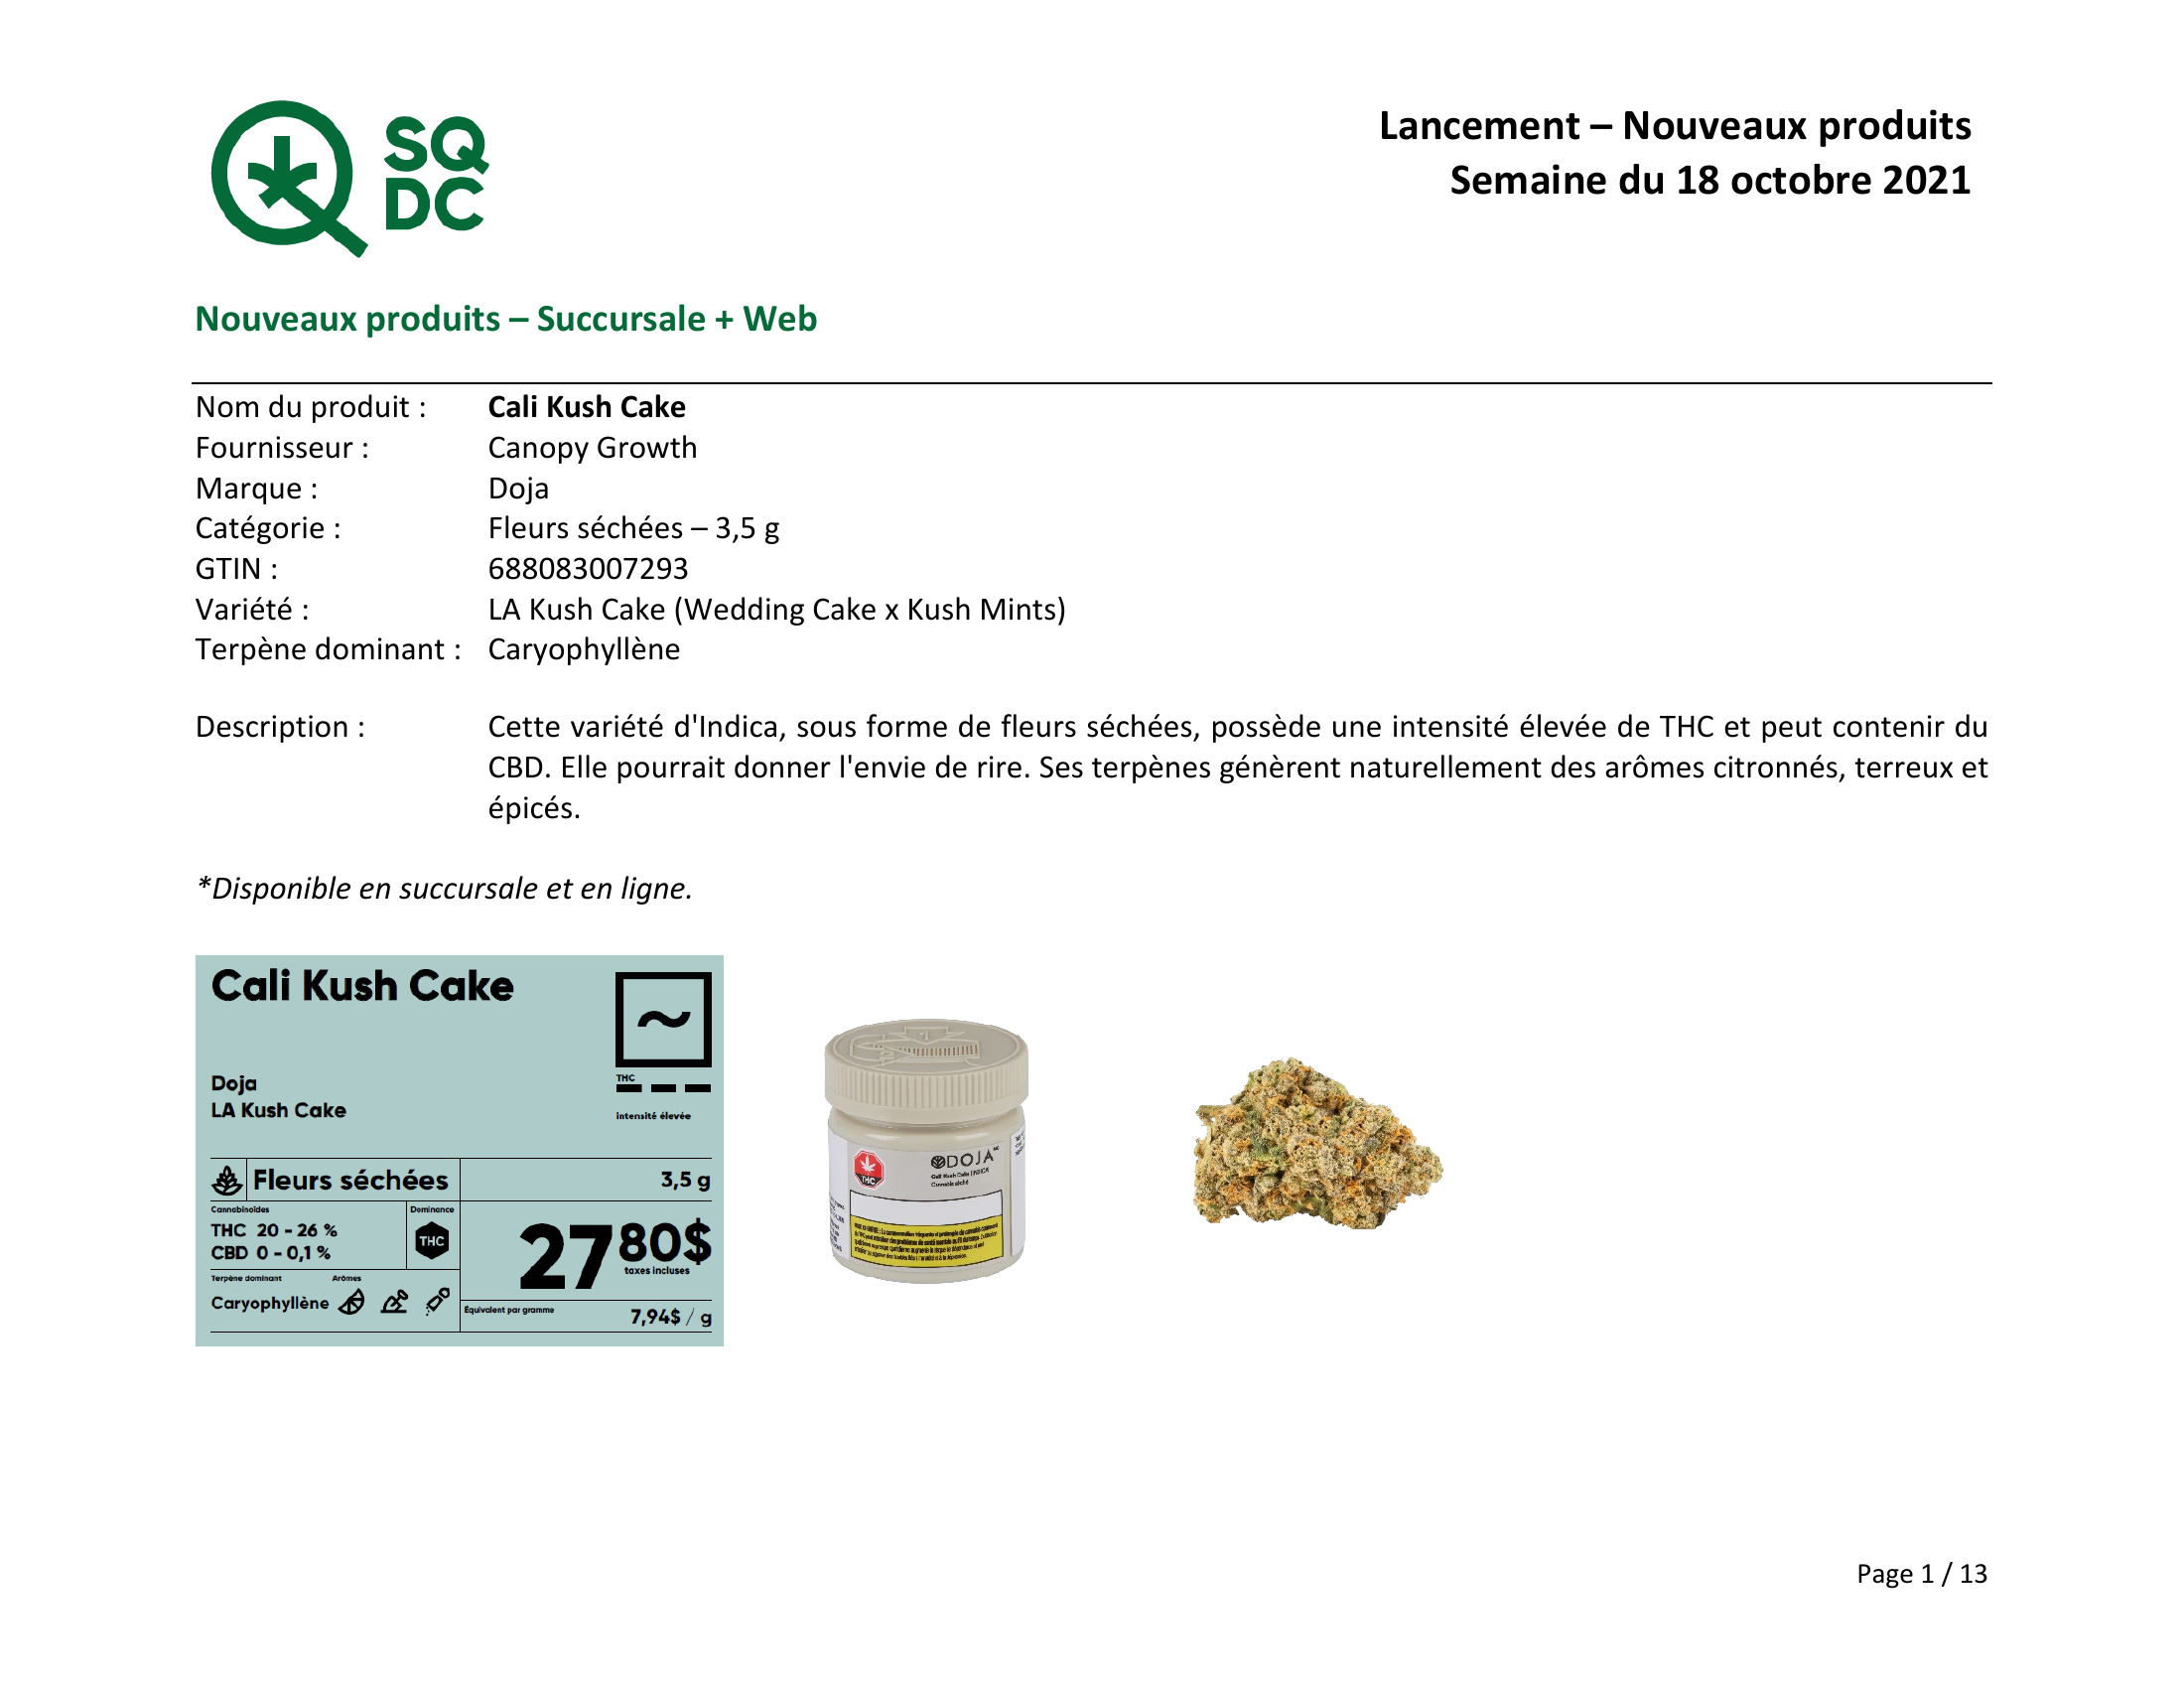 SQ
DC
Lancement – Nouveaux produits
Semaine du 18 octobre 2021
Nouveaux produits – Succursale + Web
Nom du produit : Cali Kush Cake
Fournisseur : Canopy Growth
Marque : Doja
Catégorie : Fleurs séchées – 3,5 g
GTIN : 688083007293
Variété : LA Kush Cake (Wedding Cake x Kush Mints)
Terpène dominant : Caryophyllène
Description : Cette variété d'Indica, sous forme de fleurs séchées, possède une intensité élevée de THC et peut contenir du
CBD. Elle pourrait donner l'envie de rire. Ses terpènes génèrent naturellement des arômes citronnés, terreux et
épicés.
*Disponible en succursale et en ligne.
Cali Kush Cake
Doja
LA Kush Cake
THC
intensité élevée
Fleurs séchées 3,5 g
Cannabinoïdes Dominance
THC 20 - 26 %
CBD 0 - 0,1 %
THC
27 80$
taxes incluses
Terpène dominant Arômes
Caryophyllène
Équivalent par gramme 7,94$ / g
DOJA
Cali Kush Cake (INDICA)
Cannabis séché
THC
Page 1 / 13